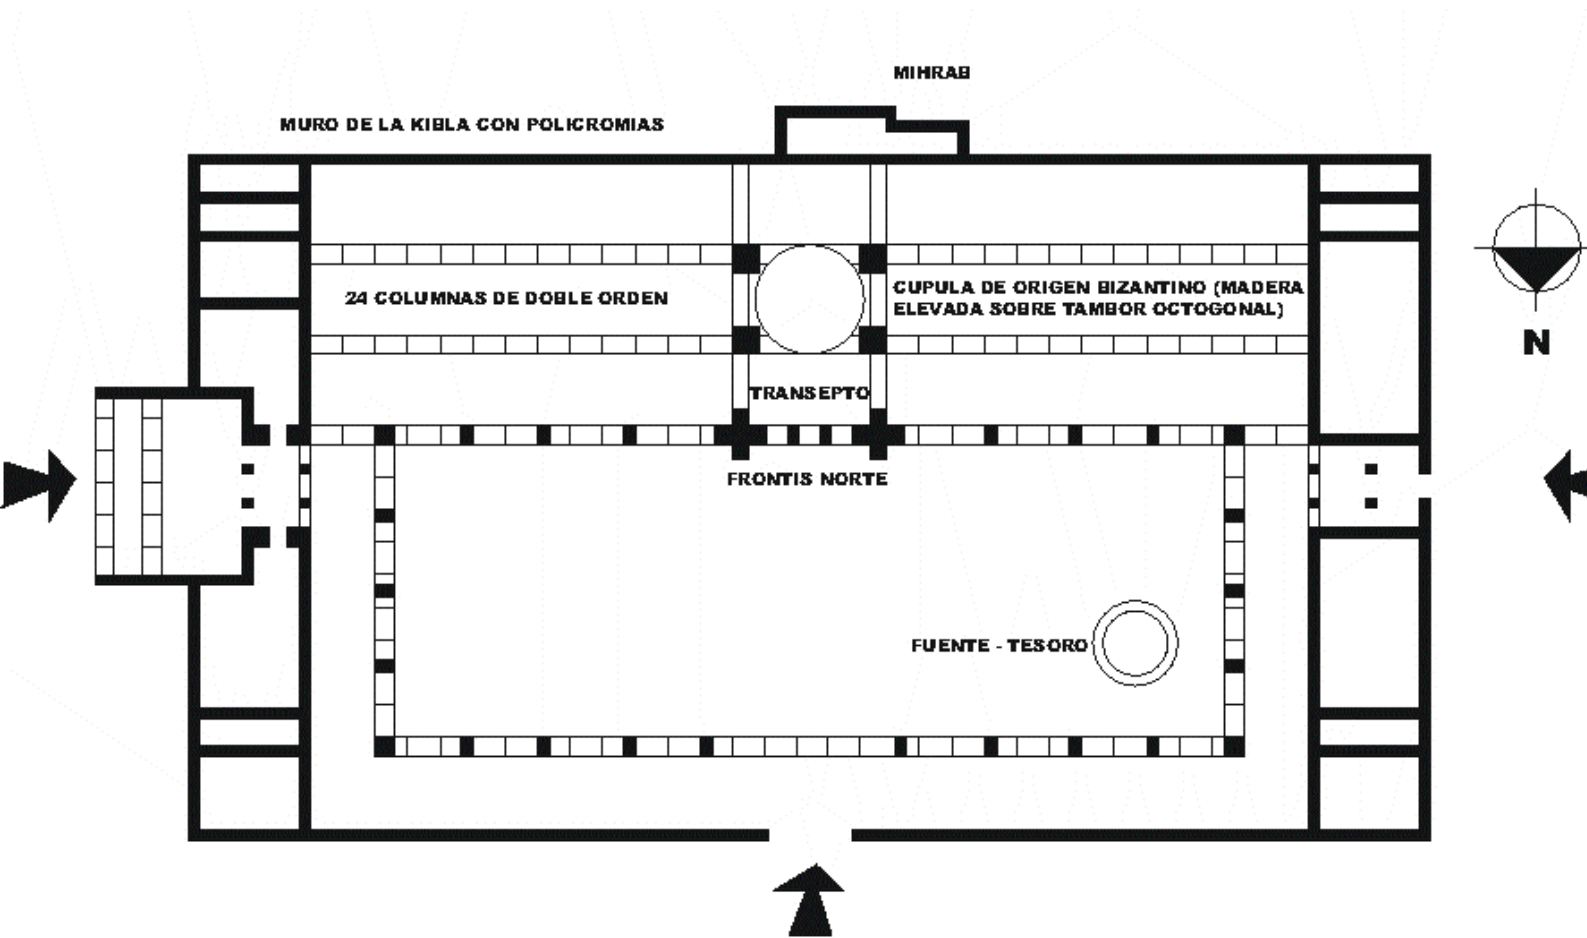 MIHRAB
MURO DE LA KIBLA CON POLICROMIAS
24 COLUMNAS DE DOBLE ORDEN
CUPULA DE ORIGEN BIZANTINO (MADERA
ELEVADA SOBRE TAMBOR OCTOGONAL)
N
TRANSEPTO
FRONTIS NORTE
FUENTE - TESORO